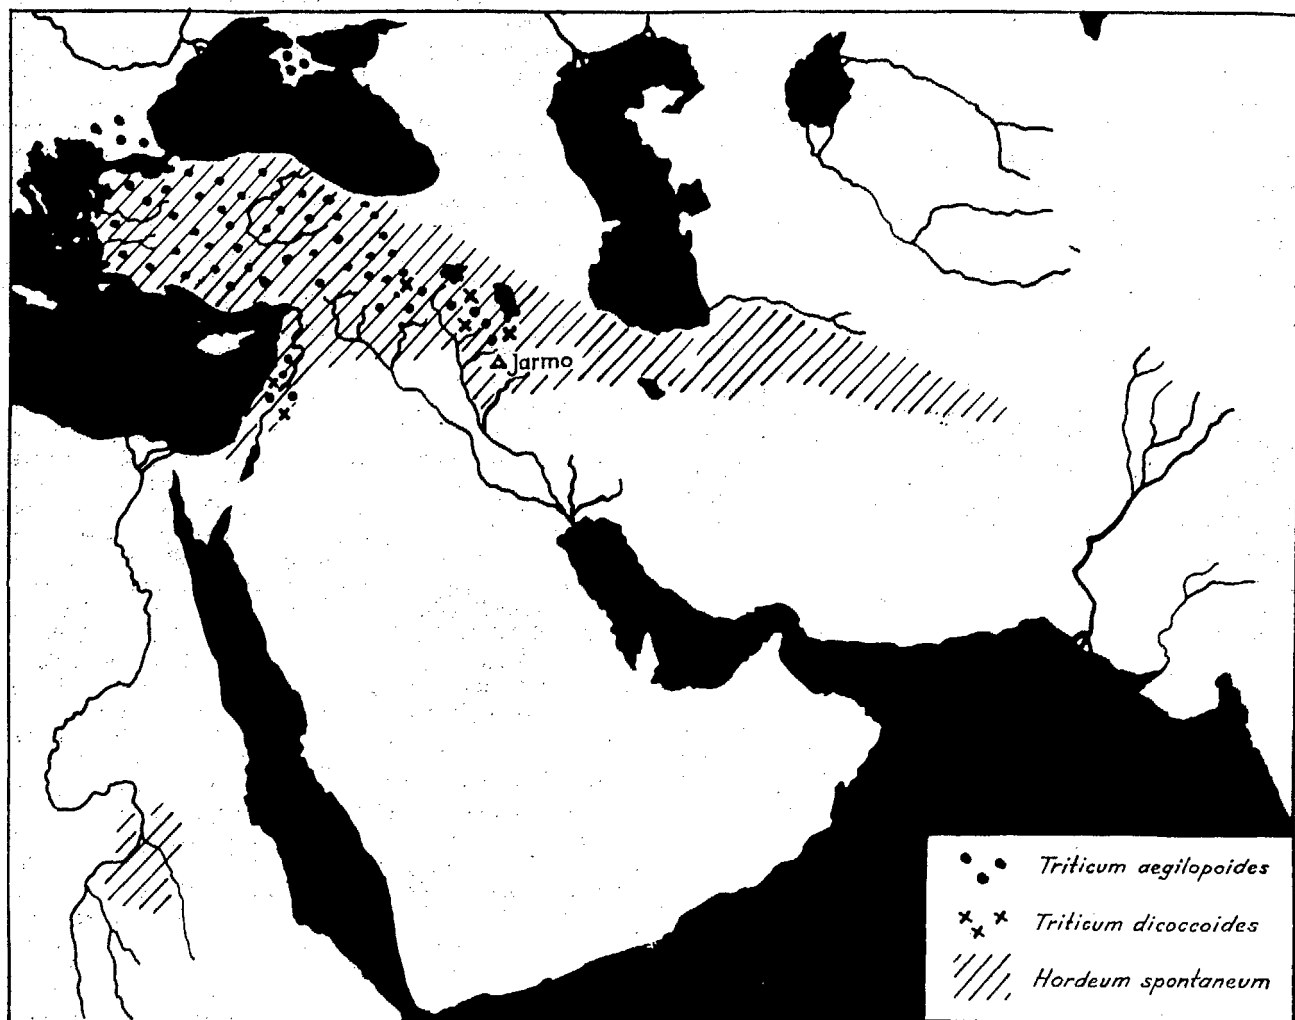 Jarmo
Triticum aegilopoides
Triticum dicoccoides
Hordeum spontaneum